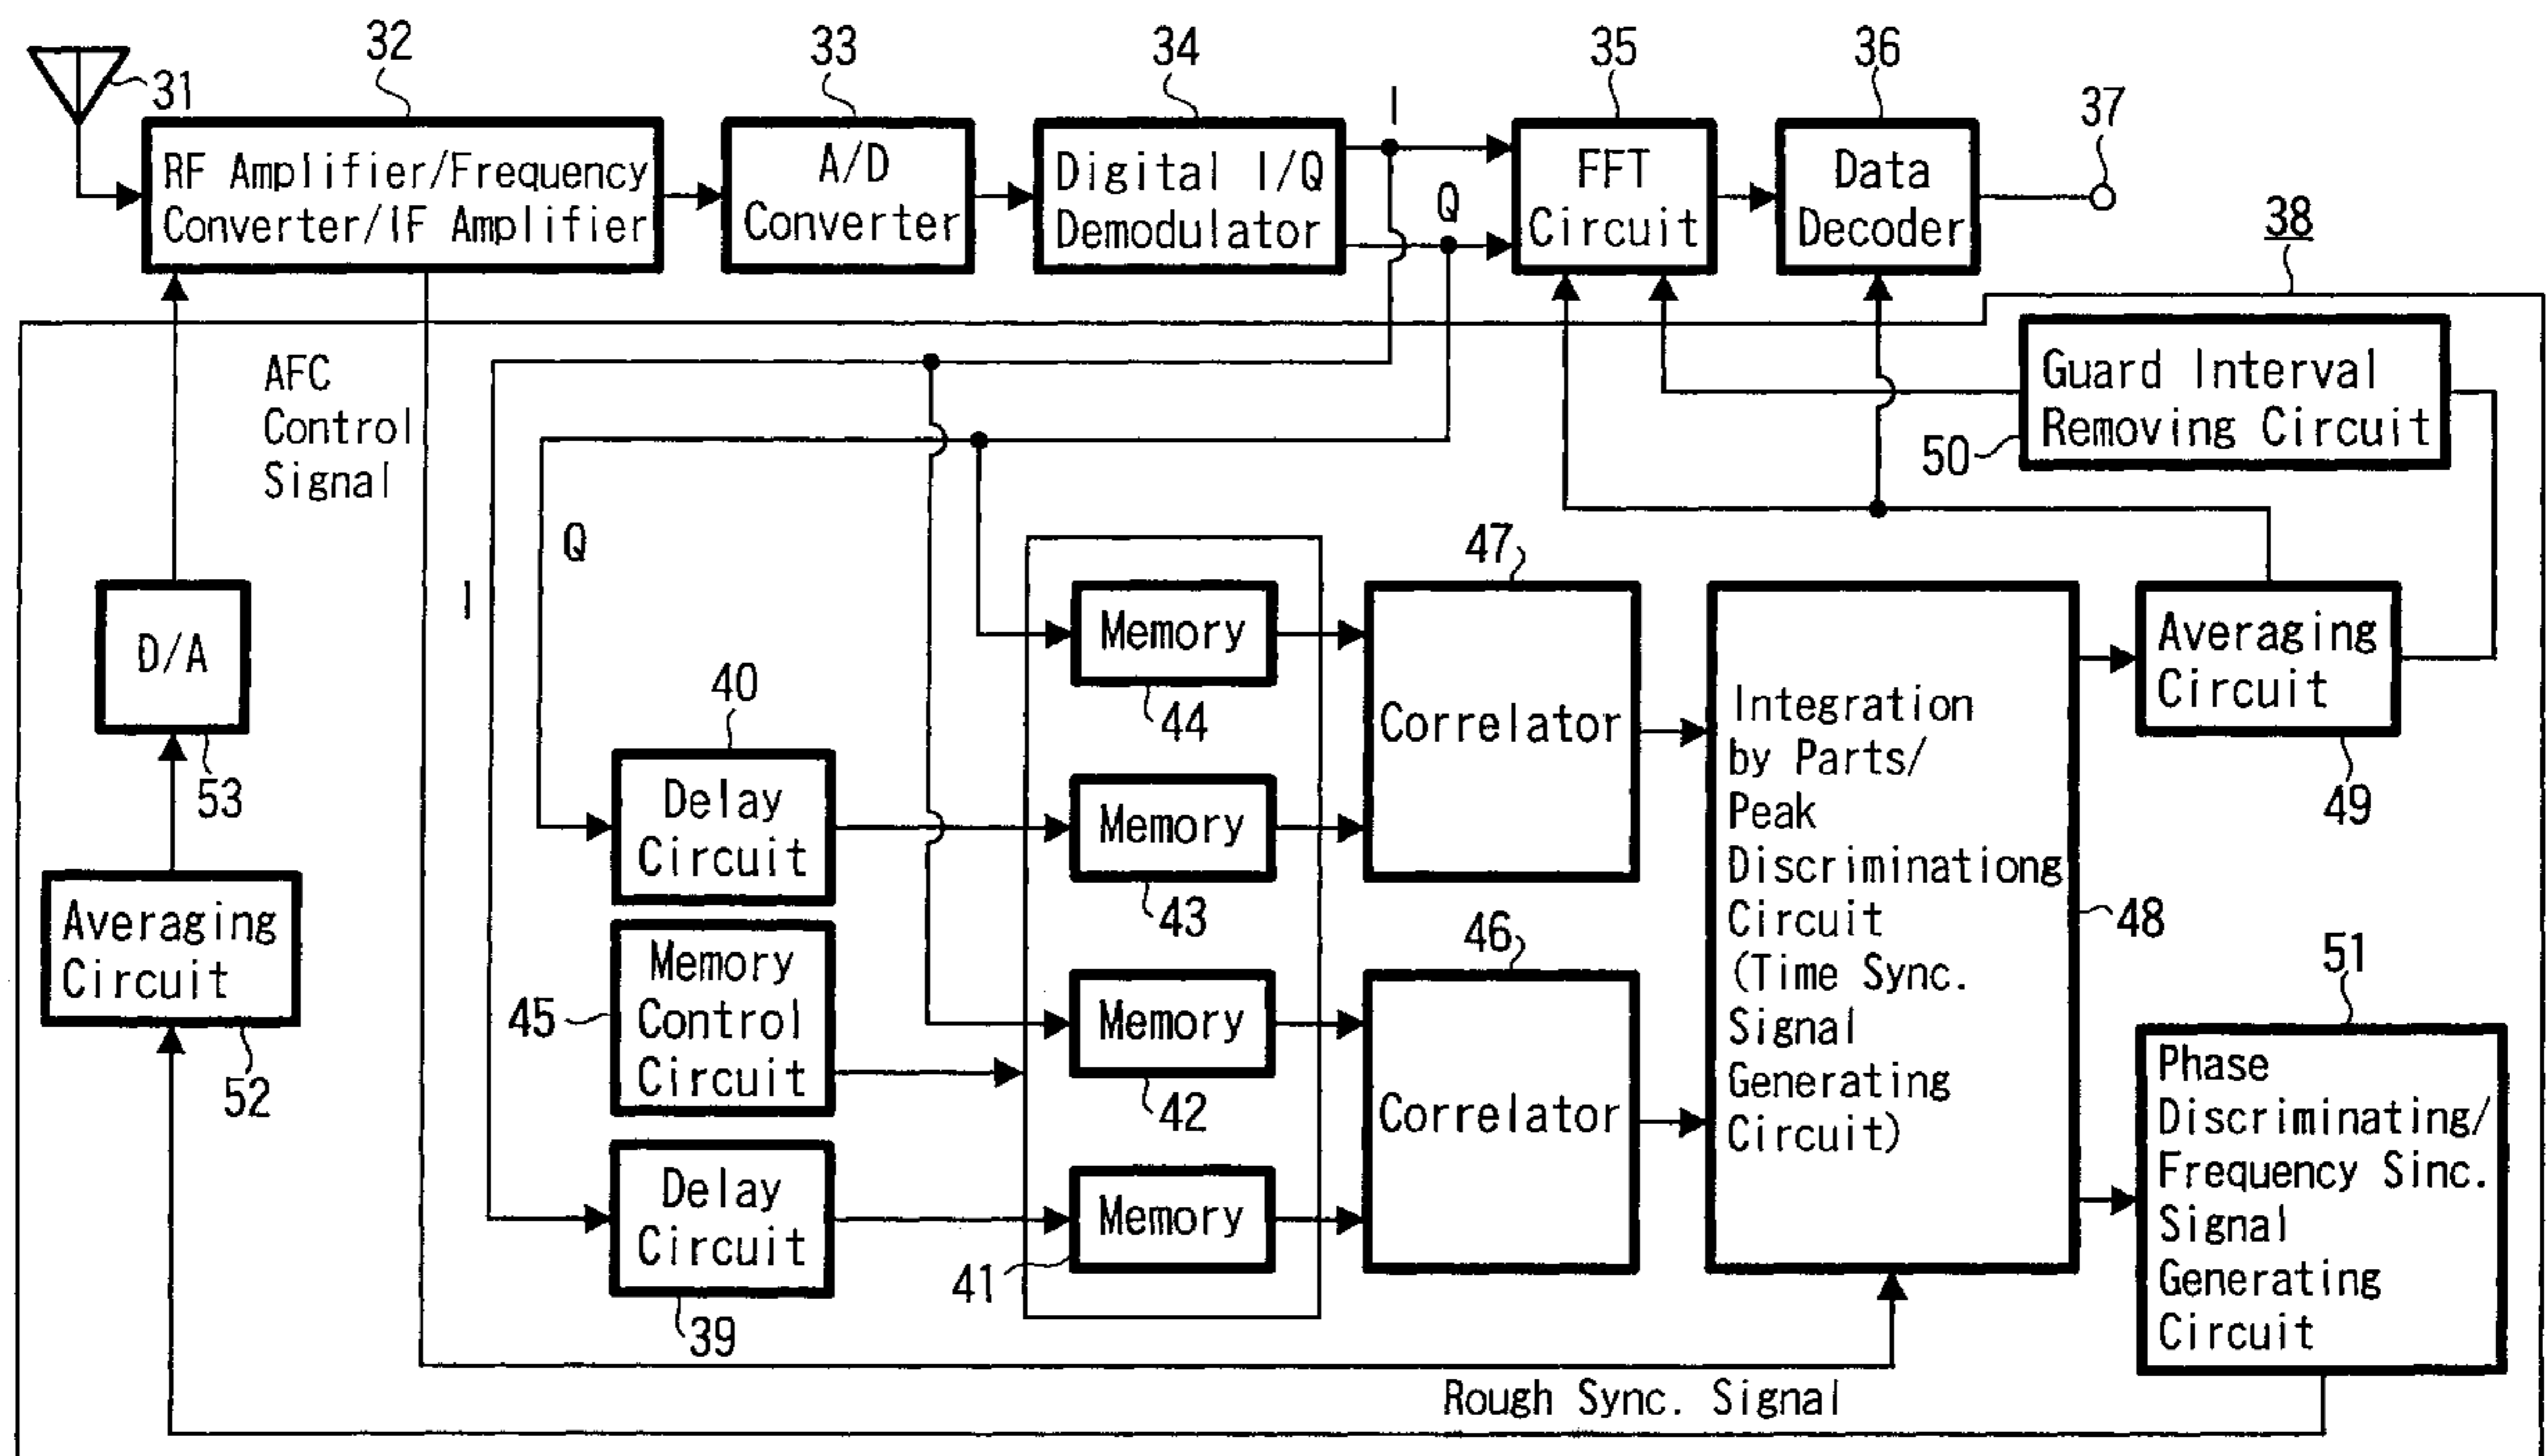 31
32
RF Amplifier/Frequency
Converter/IF Amplifier
33
A/D
Converter
34
Digital I/Q
Demodulator
I
Q
35
FFT
Circuit
36
Data
Decoder
37
38
AFC
Control
Signal
Guard Interval
Removing Circuit
50
Q
I
D/A
53
Averaging
Circuit
52
40
Delay
Circuit
45
Memory
Control
Circuit
Delay
Circuit
39
Memory
44
Memory
43
Memory
42
Memory
41
47
Correlator
46
Correlator
Integration
by Parts/
Peak
Discriminationg
Circuit
(Time Sync.
Signal
Generating
Circuit)
48
Averaging
Circuit
49
51
Phase
Discriminating/
Frequency Sinc.
Signal
Generating
Circuit
Rough Sync. Signal